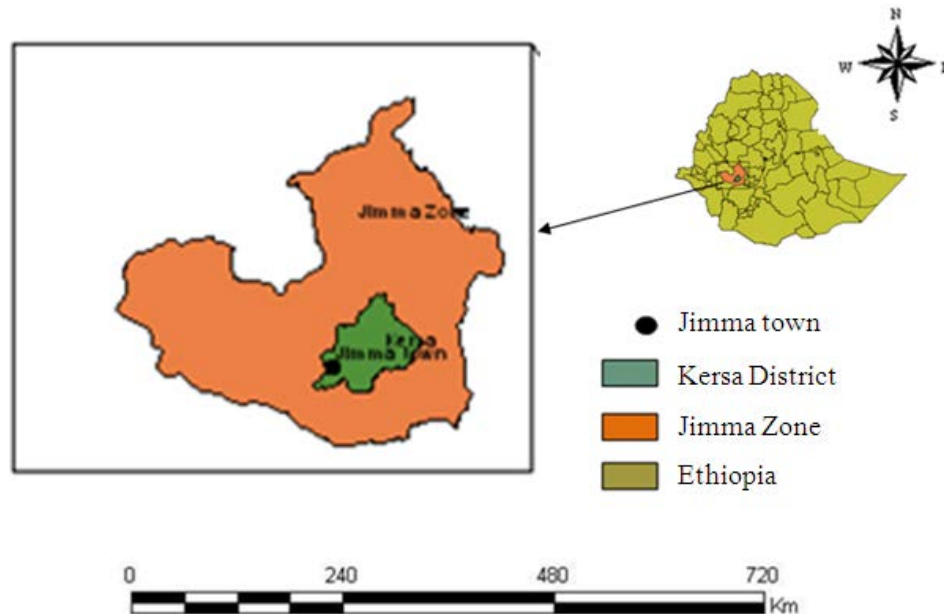 N
W
S
Jimma Zone
Kersa
Jimma Town
Jimma town
Kersa District
Jimma Zone
Ethiopia
0 240 480 720
Km